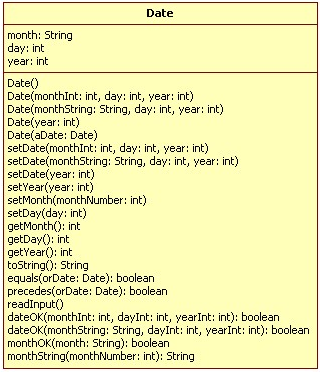 Date
month: String
day: int
year: int
Date()
Date(monthInt: int, day: int, year: int)
Date(monthString: String, day: int, year: int)
Date(year: int)
Date(aDate: Date)
setDate(monthInt: int, day: int, year: int)
setDate(monthString: String, day: int, year: int)
setDate(year: int)
setYear(year: int)
setMonth(monthNumber: int)
setDay(day: int)
getMonth(): int
getDay(): int
getYear(): int
toString(): String
equals(orDate: Date): boolean
precedes(orDate: Date): boolean
readInput()
dateOK(monthInt: int, dayInt: int, yearInt: int): boolean
dateOK(monthString: String, dayInt: int, yearInt: int): boolean
monthOK(month: String): boolean
monthString(monthNumber: int): String